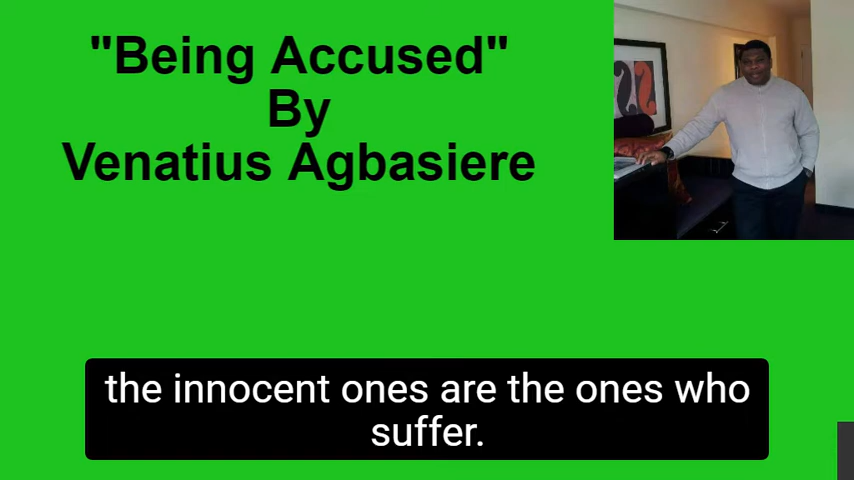 "Being Accused"
By
Venatius Agbasiere
the innocent ones are the ones who
suffer.